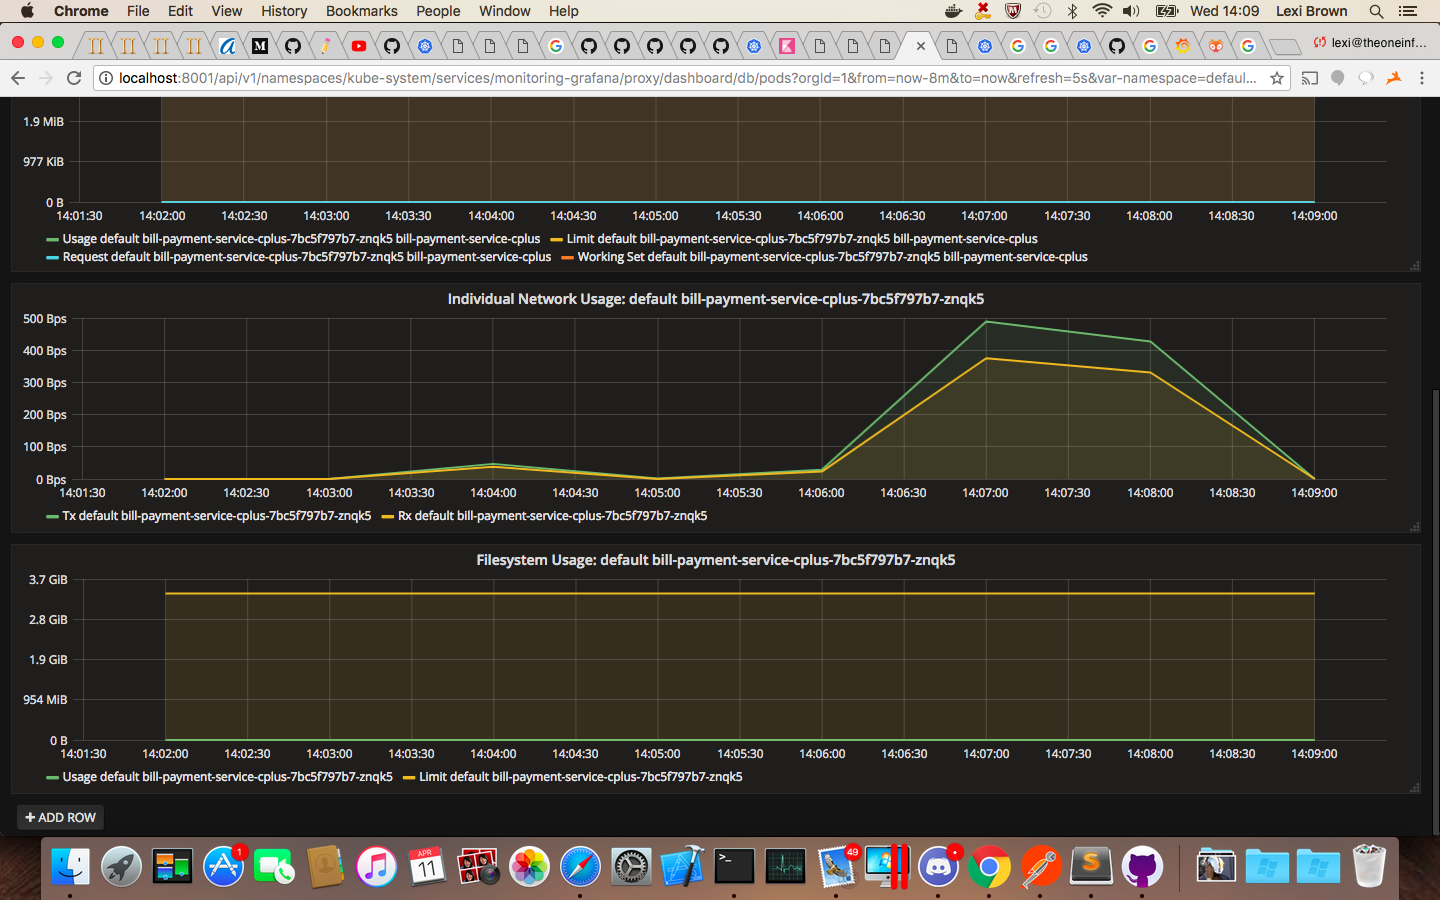 Chrome File Edit View History Bookmarks People Window Help Wed 14:09 Lexi Brown
lexi@theoneinf...
localhost:8001/api/v1/namespaces/kube-system/services/monitoring-grafana/proxy/dashboard/db/pods?orgId=1&from=now-8m&to=now&refresh=5s&var-namespace=defaul...
1.9 MiB
977 KiB
0 B
14:01:30 14:02:00 14:02:30 14:03:00 14:03:30 14:04:00 14:04:30 14:05:00 14:05:30 14:06:00 14:06:30 14:07:00 14:07:30 14:08:00 14:08:30 14:09:00
Usage default bill-payment-service-cplus-7bc5f797b7-znqk5 bill-payment-service-cplus Limit default bill-payment-service-cplus-7bc5f797b7-znqk5 bill-payment-service-cplus
Request default bill-payment-service-cplus-7bc5f797b7-znqk5 bill-payment-service-cplus Working Set default bill-payment-service-cplus-7bc5f797b7-znqk5 bill-payment-service-cplus
Individual Network Usage: default bill-payment-service-cplus-7bc5f797b7-znqk5
500 Bps
400 Bps
300 Bps
200 Bps
100 Bps
0 Bps
14:01:30 14:02:00 14:02:30 14:03:00 14:03:30 14:04:00 14:04:30 14:05:00 14:05:30 14:06:00 14:06:30 14:07:00 14:07:30 14:08:00 14:08:30 14:09:00
Tx default bill-payment-service-cplus-7bc5f797b7-znqk5 Rx default bill-payment-service-cplus-7bc5f797b7-znqk5
Filesystem Usage: default bill-payment-service-cplus-7bc5f797b7-znqk5
3.7 GiB
2.8 GiB
1.9 GiB
954 MiB
0 B
14:01:30 14:02:00 14:02:30 14:03:00 14:03:30 14:04:00 14:04:30 14:05:00 14:05:30 14:06:00 14:06:30 14:07:00 14:07:30 14:08:00 14:08:30 14:09:00
Usage default bill-payment-service-cplus-7bc5f797b7-znqk5 Limit default bill-payment-service-cplus-7bc5f797b7-znqk5
+ ADD ROW
1
APR
11
49